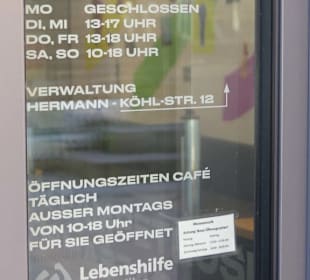 MO GESCHLOSSEN
DI, MI 13-17 UHR
DO, FR 13-18 UHR
SA, SO 10-18 UHR
VERWALTUNG
HERMANN - KÖHL-STR. 12
ÖFFNUNGSZEITEN CAFÉ
TÄGLICH
AUSSER MONTAGS
VON 10-18 Uhr
FÜR SIE GEÖFFNET
Lebenshilfe